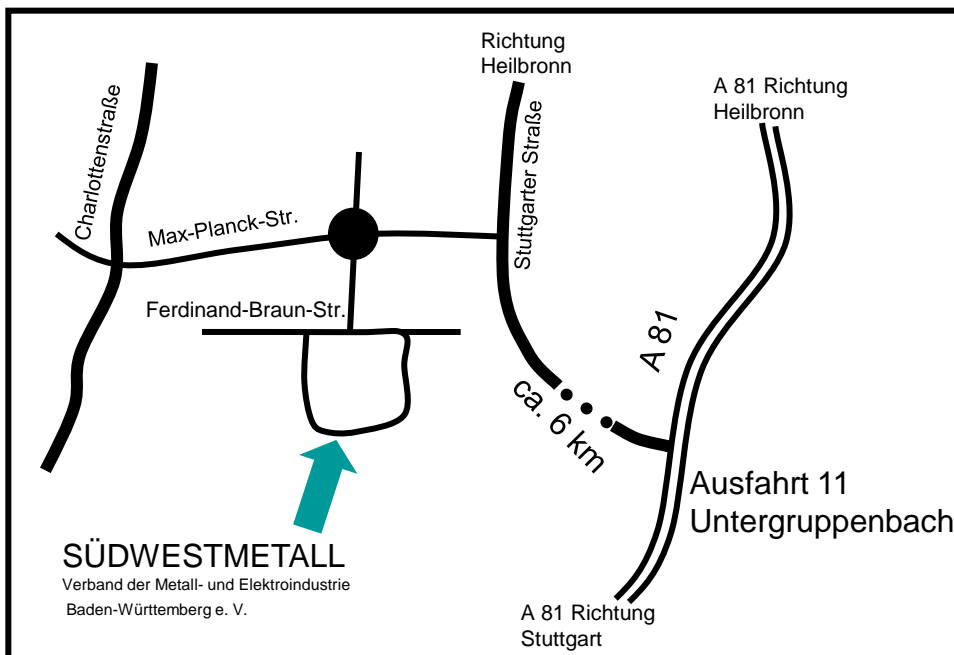 Richtung
Heilbronn
A 81 Richtung
Heilbronn
Charlottenstraße
Stuttgarter Straße
Max-Planck-Str.
Ferdinand-Braun-Str.
A 81
ca. 6 km
Ausfahrt 11
Untergruppenbach
SÜDWESTMETALL
Verband der Metall- und Elektroindustrie
Baden-Württemberg e. V.
A 81 Richtung
Stuttgart